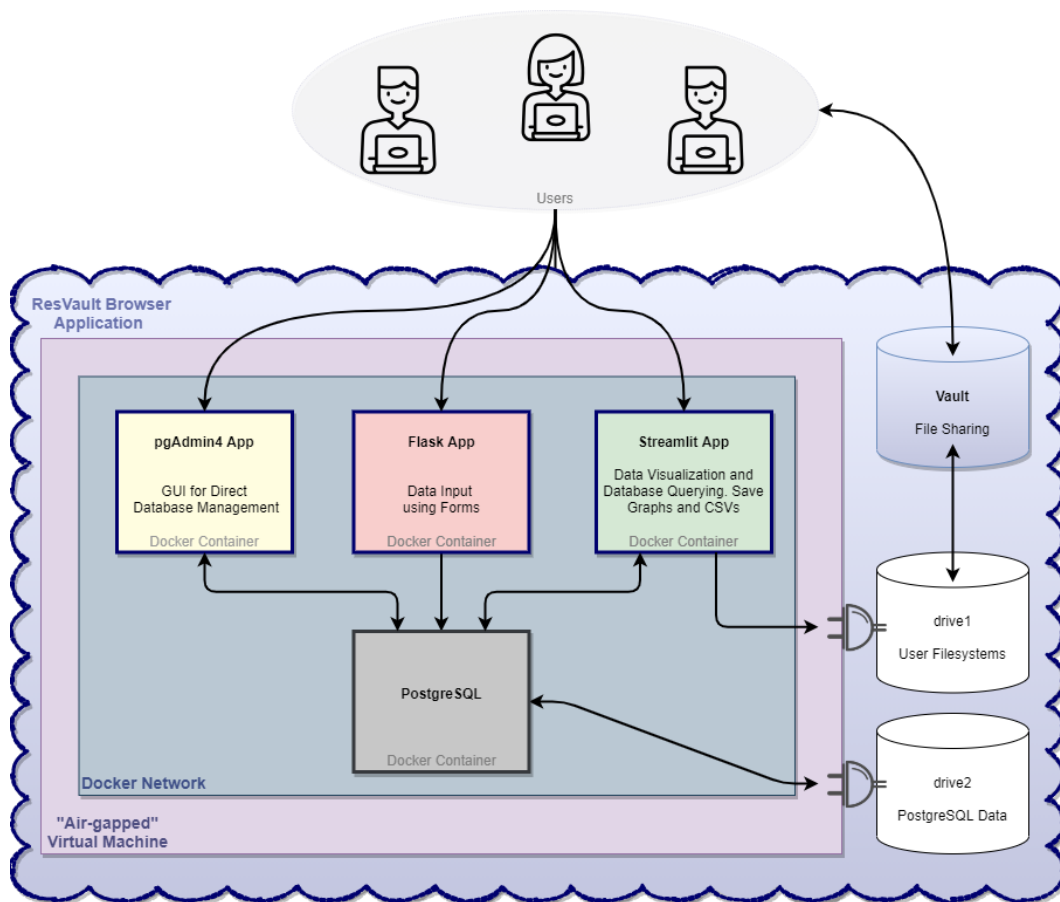 Users
ResVault Browser
Application
pgAdmin4 App
GUI for Direct
Database Management
Docker Container
Flask App
Data Input
using Forms
Docker Container
Streamlit App
Data Visualization and
Database Querying. Save
Graphs and CSVs
Docker Container
Vault
File Sharing
drive1
User Filesystems
PostgreSQL
Docker Container
drive2
PostgreSQL Data
Docker Network
"Air-gapped"
Virtual Machine